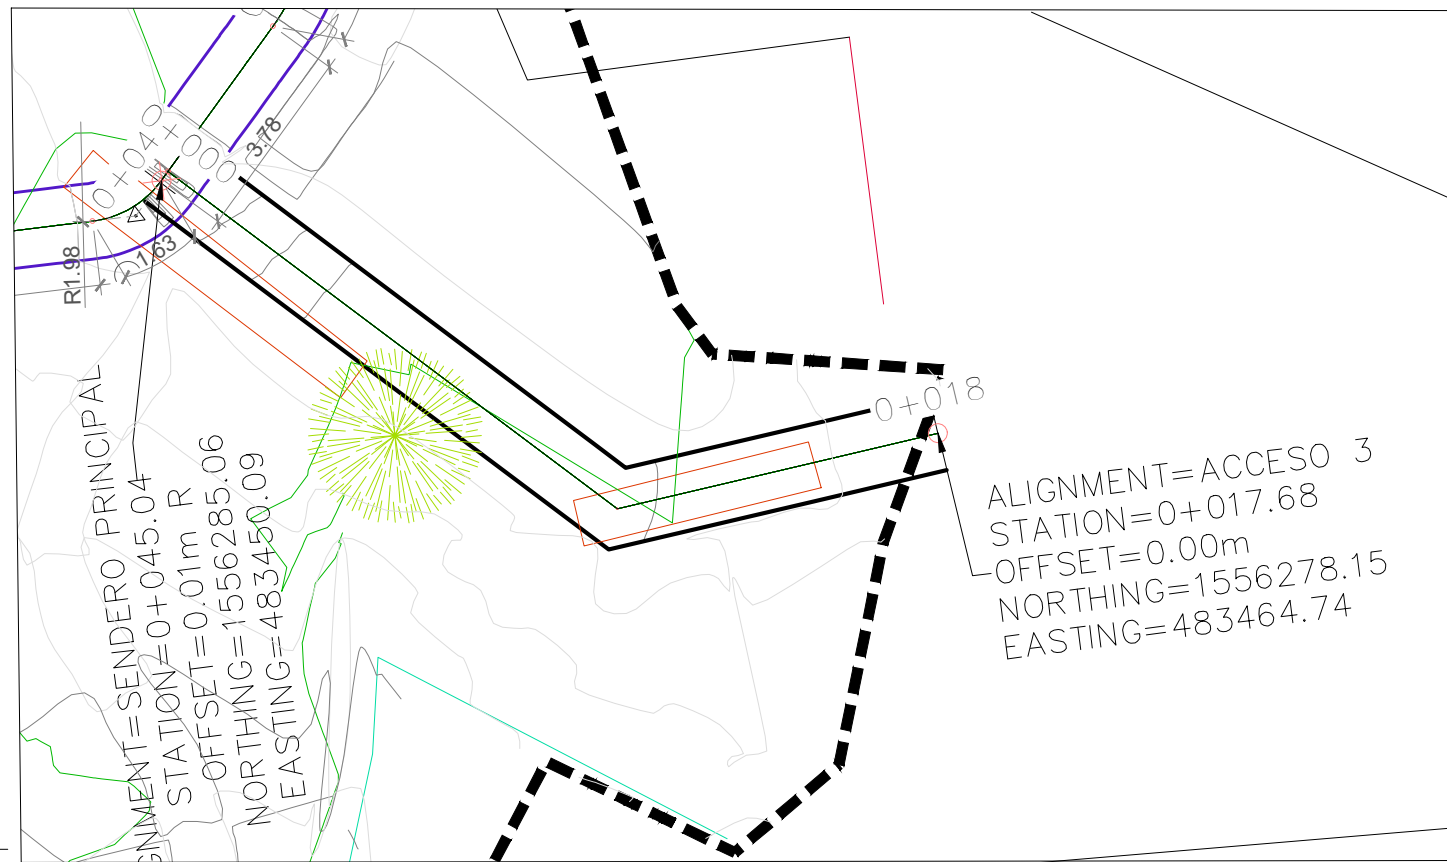 0+040
0+000
3.78
1.63
R1.98
0+018
GNMENT=SENDERO PRINCIPAL
STATION=0+045.04
OFFSET=0.01m R
NORTHING=1556285.06
EASTING=483450.09
ALIGNMENT=ACCESO 3
STATION=0+017.68
OFFSET=0.00m
NORTHING=1556278.15
EASTING=483464.74